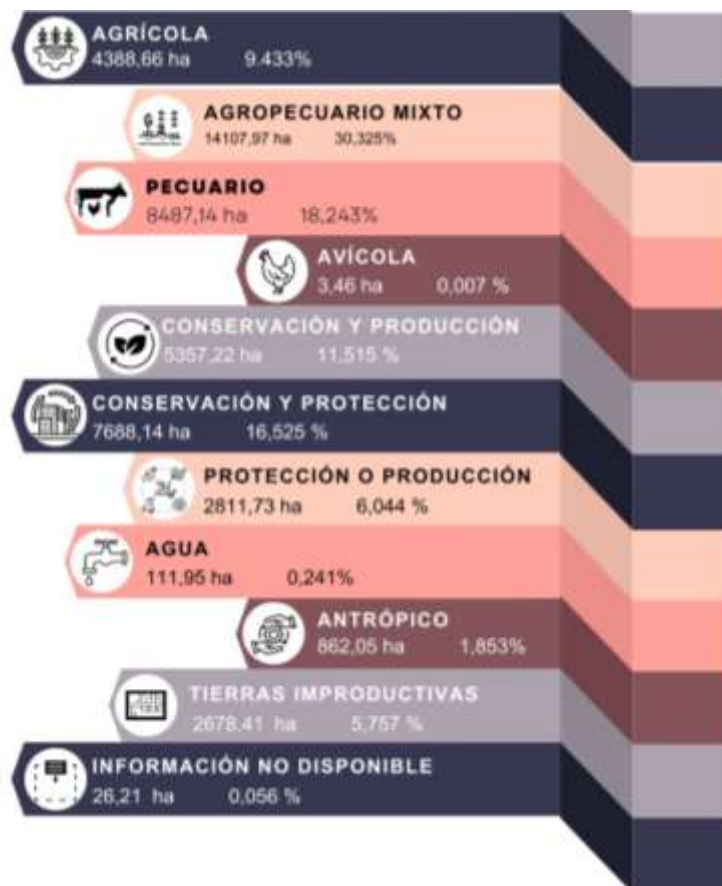 AGRÍCOLA
4388,66 ha 9.433%
AGROPECUARIO MIXTO
14107,97 ha 30,325%
PECUARIO
8487,14 ha 18,243%
AVÍCOLA
3,46 ha 0,007 %
CONSERVACIÓN Y PRODUCCIÓN
5357,22 ha 11,515 %
CONSERVACIÓN Y PROTECCIÓN
7688,14 ha 16,525 %
PROTECCIÓN O PRODUCCIÓN
2811,73 ha 6,044 %
AGUA
111,95 ha 0,241%
ANTRÓPICO
862,05 ha 1,853%
TIERRAS IMPRODUCTIVAS
2678,41 ha 5,757 %
INFORMACIÓN NO DISPONIBLE
26,21 ha 0,056 %